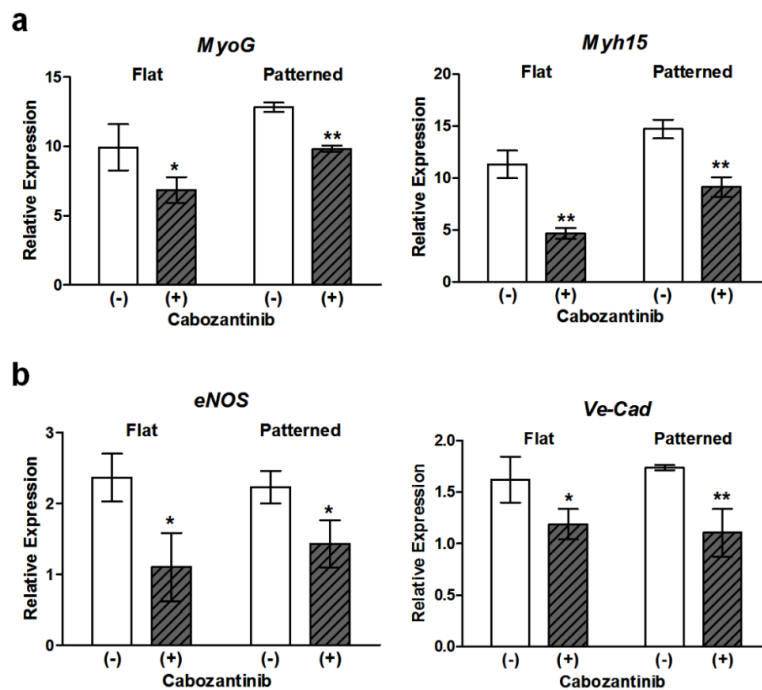 a
MyoG
Flat Patterned
Relative Expression
15
10
5
0
* **
(-) (+) (-) (+)
Cabozantinib
Myh15
Flat Patterned
Relative Expression
20
15
10
5
0
** **
(-) (+) (-) (+)
Cabozantinib
b
eNOS
Flat Patterned
Relative Expression
3
2
1
0
* *
(-) (+) (-) (+)
Cabozantinib
Ve-Cad
Flat Patterned
Relative Expression
2.0
1.5
1.0
0.5
0.0
* **
(-) (+) (-) (+)
Cabozantinib